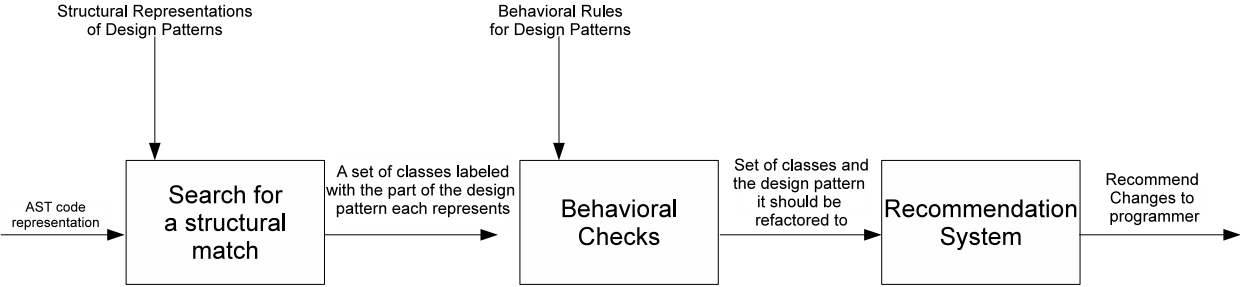 Structural Representations
of Design Patterns
Behavioral Rules
for Design Patterns
AST code
representation
Search for
a structural
match
A set of classes labeled
with the part of the design
pattern each represents
Behavioral
Checks
Set of classes and
the design pattern
it should be
refactored to
Recommendation
System
Recommend
Changes to
programmer